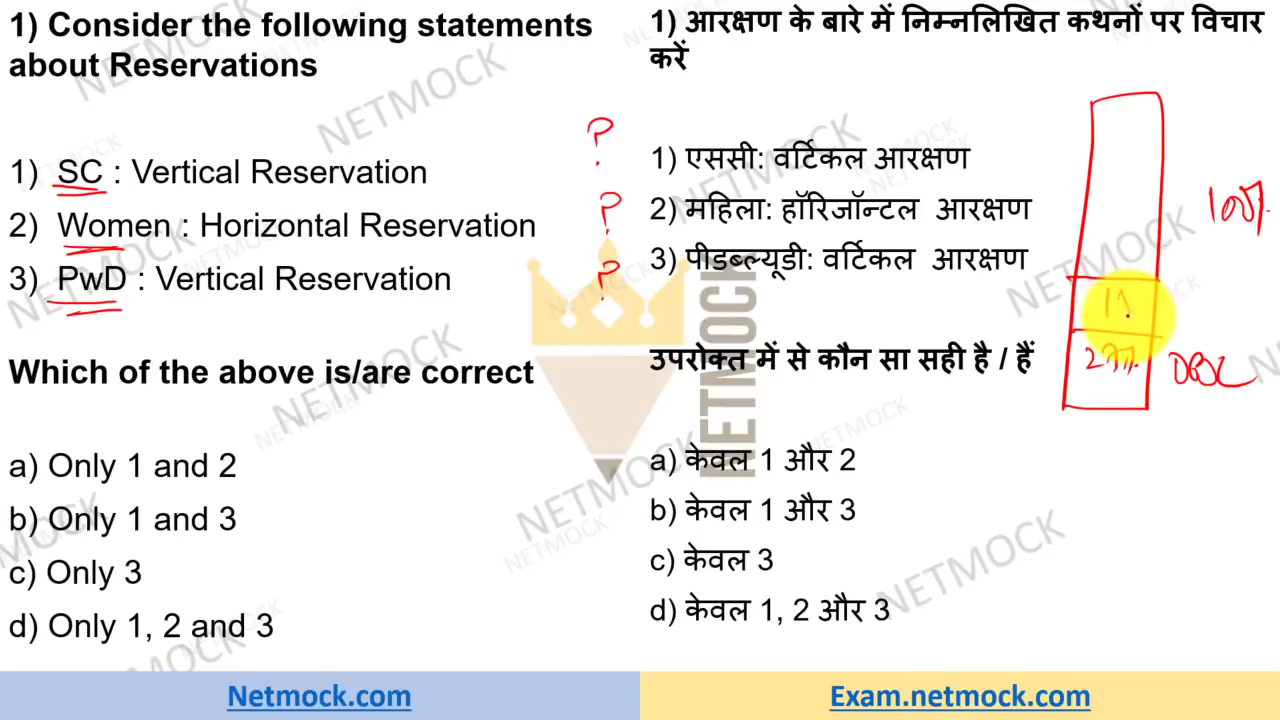 1) Consider the following statements
about Reservations
1) SC : Vertical Reservation
2) Women : Horizontal Reservation
3) PwD : Vertical Reservation
Which of the above is/are correct
a) Only 1 and 2
b) Only 1 and 3
c) Only 3
d) Only 1, 2 and 3
? 
?
?
1) आरक्षण के बारे में निम्नलिखित कथनों पर विचार
करें
1) एससी: वर्टिकल आरक्षण
2) महिला: हॉरिजॉन्टल आरक्षण
3) पीडब्ल्यूडी: वर्टिकल आरक्षण
उपरोक्त में से कौन सा सही है / हैं
a) केवल 1 और 2
b) केवल 1 और 3
c) केवल 3
d) केवल 1, 2 और 3
100%
27% OBC
NETMOCK
Netmock.com
Exam.netmock.com